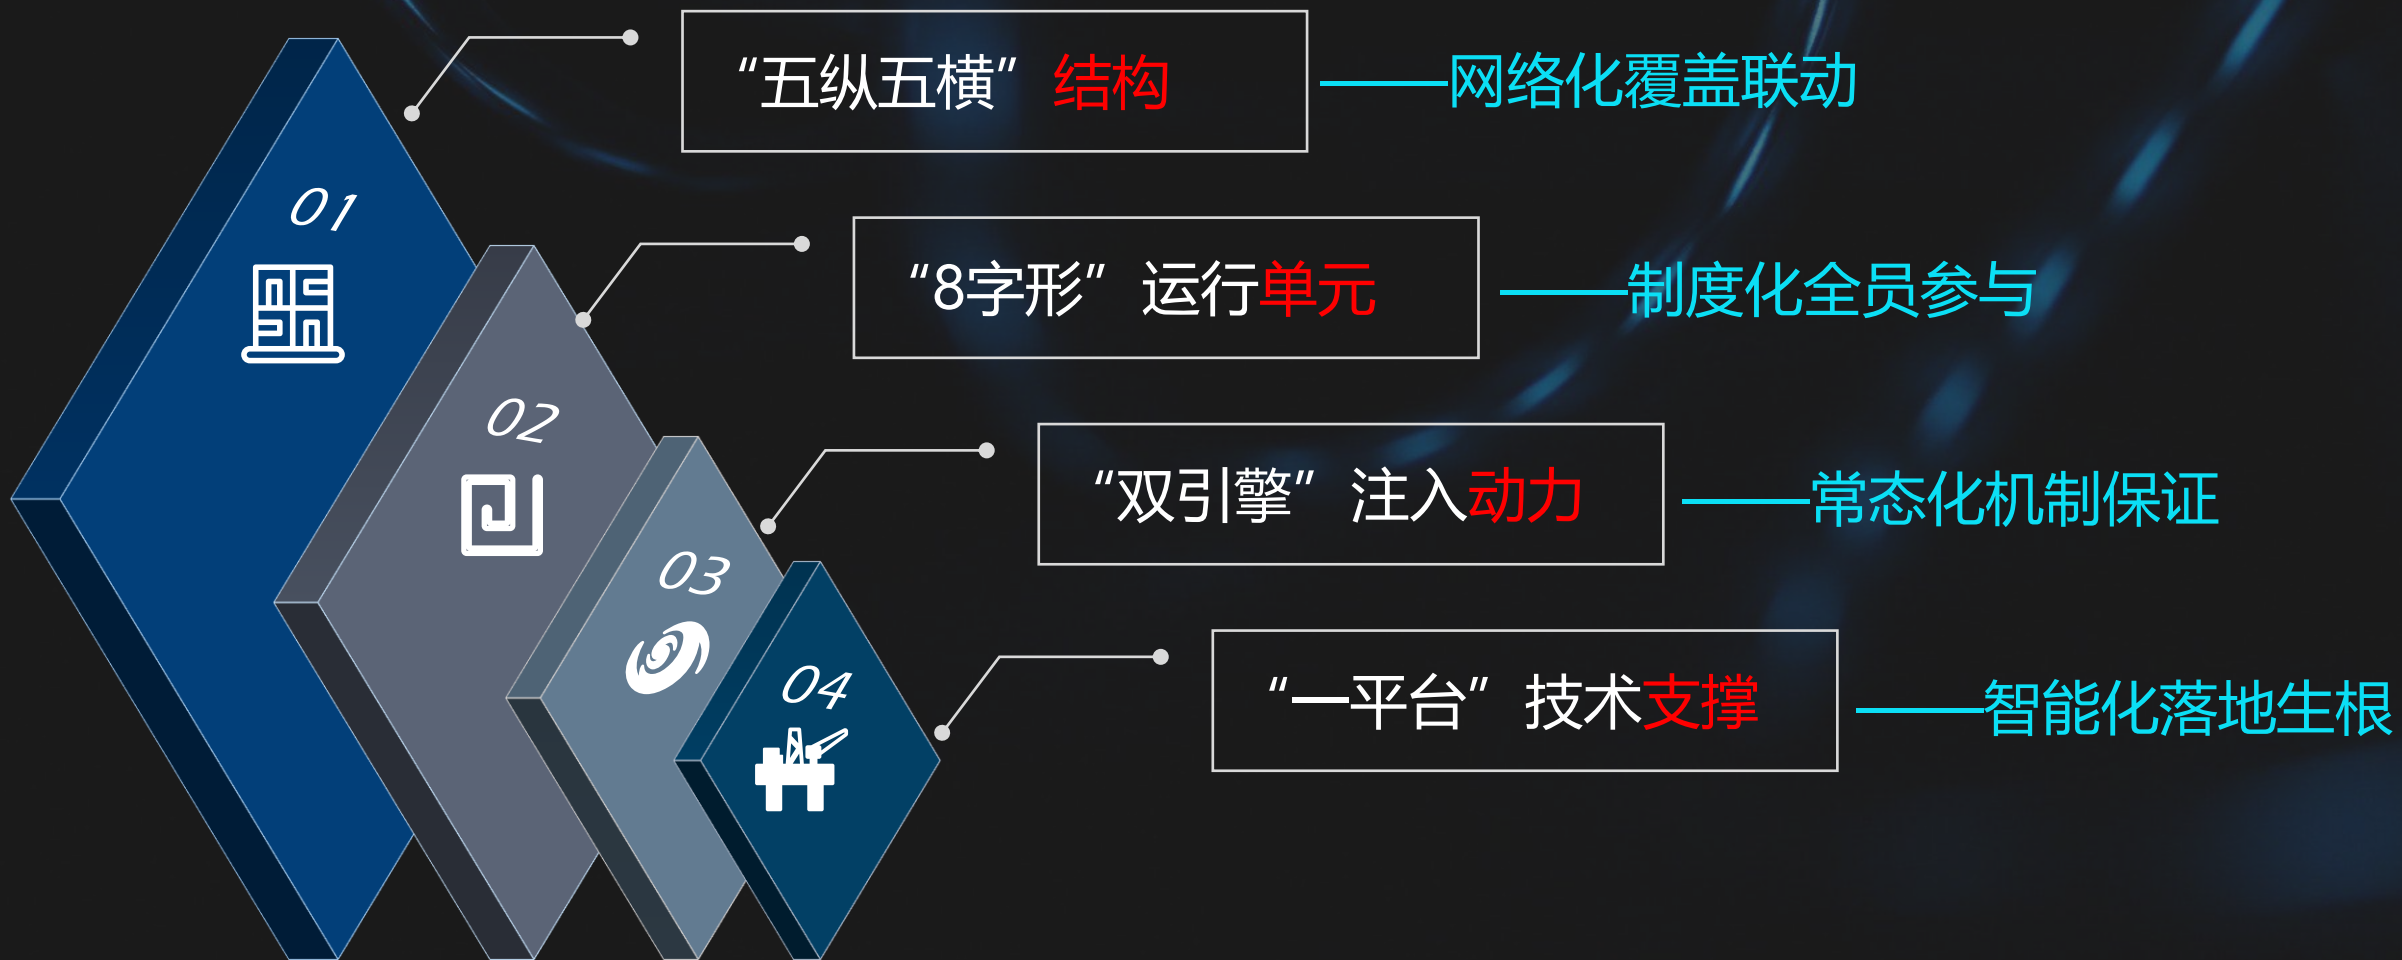 01
“五纵五横” 结构——网络化覆盖联动
02
“8字形” 运行单元——制度化全员参与
03
“双引擎” 注入动力——常态化机制保证
04
“一平台” 技术支撑——智能化落地生根